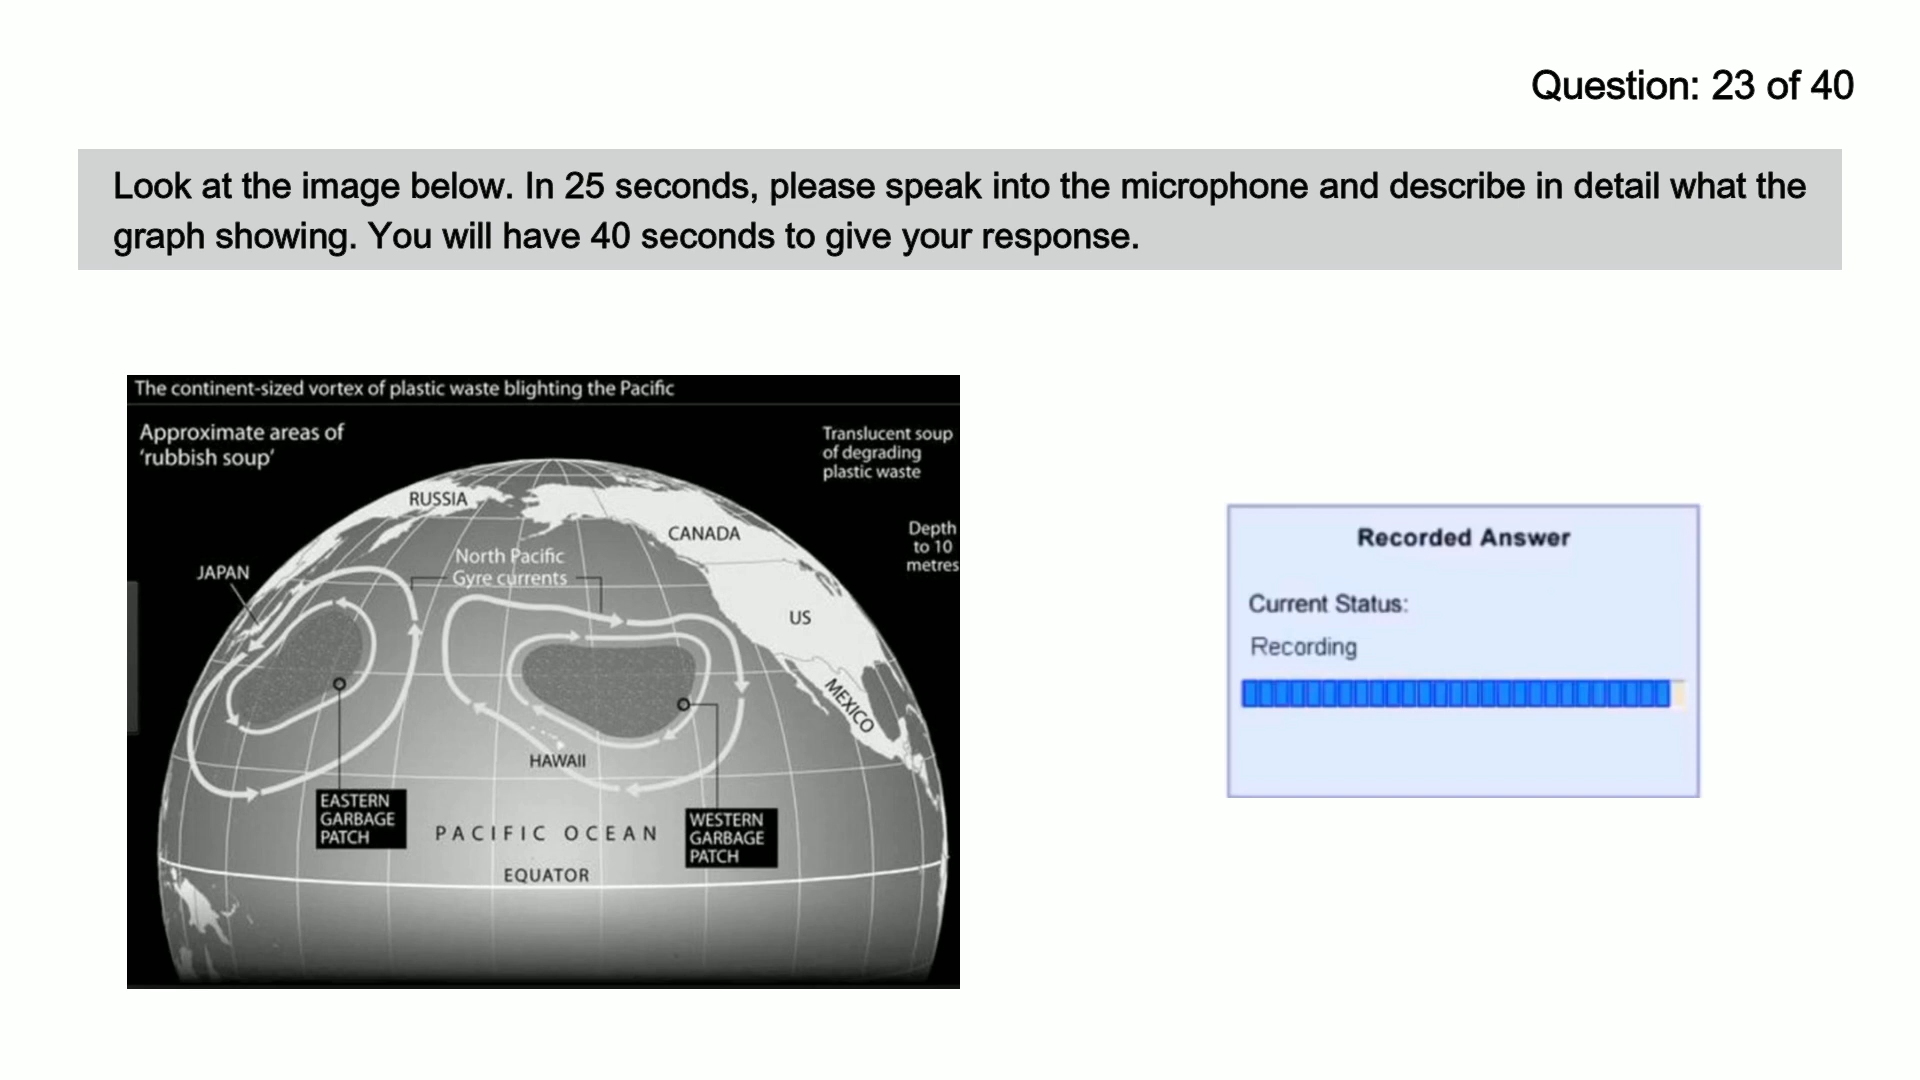 Question: 23 of 40
Look at the image below. In 25 seconds, please speak into the microphone and describe in detail what the
graph showing. You will have 40 seconds to give your response.
The continent-sized vortex of plastic waste blighting the Pacific
Approximate areas of
'rubbish soup'
Translucent soup
of degrading
plastic waste
RUSSIA
CANADA
Depth
to 10
metres
North Pacific
Gyre currents
JAPAN
US
MEXICO
HAWAII
EASTERN
GARBAGE
PATCH
PACIFIC OCEAN
WESTERN
GARBAGE
PATCH
EQUATOR
Recorded Answer
Current Status:
Recording